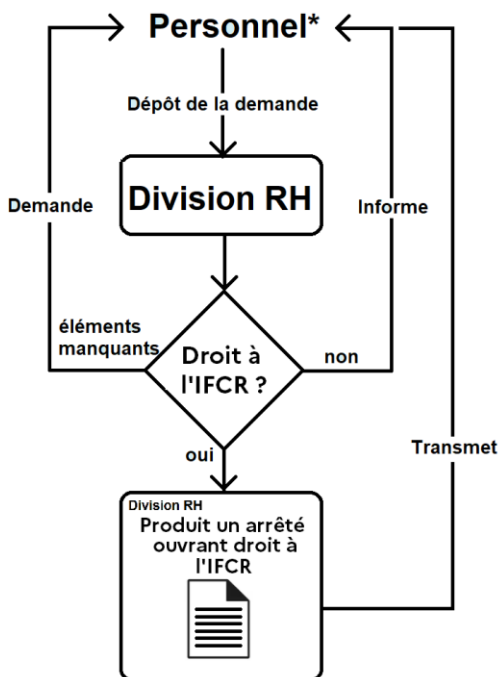 Personnel*
Dépôt de la demande
Division RH
Demande
Informe
éléments
manquants
Droit à
l'IFCR ?
non
oui
Transmet
Division RH
Produit un arrêté
ouvrant droit à
l'IFCR